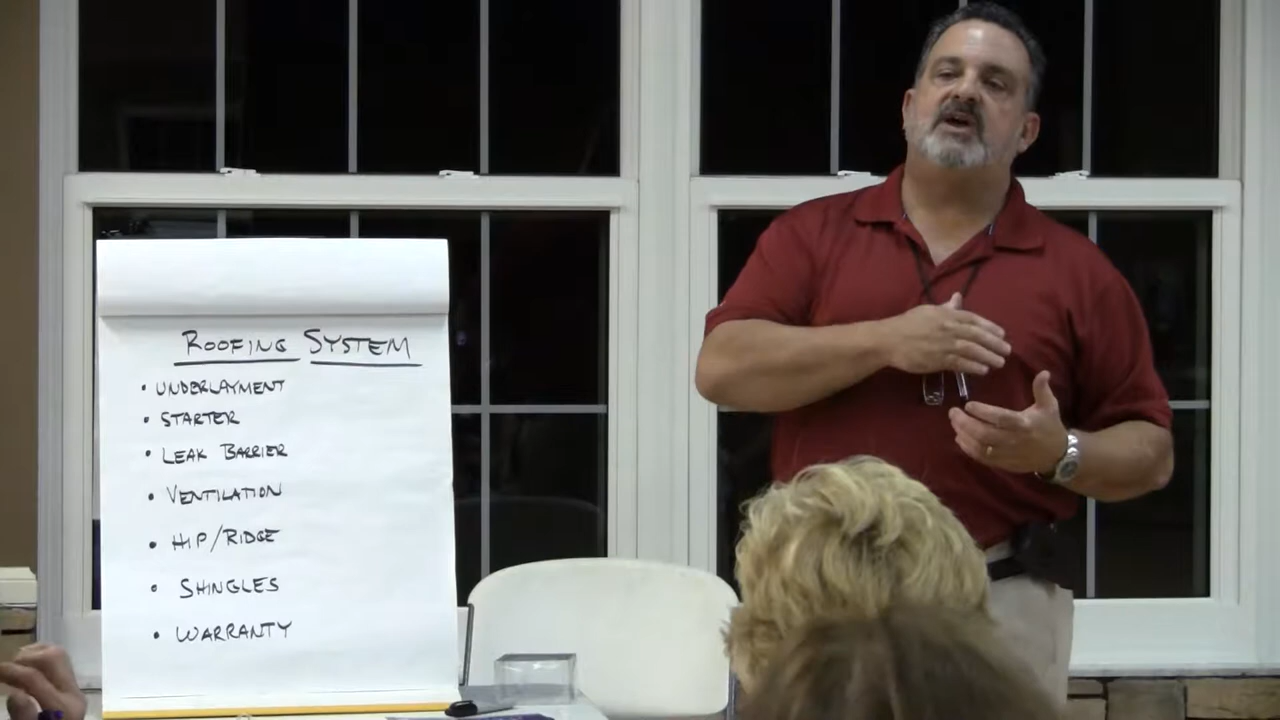 ROOFING SYSTEM
• UNDERLAYMENT
• STARTER
• LEAK BARRIER
• VENTILATION
• HIP/RIDGE
• SHINGLES
• WARRANTY